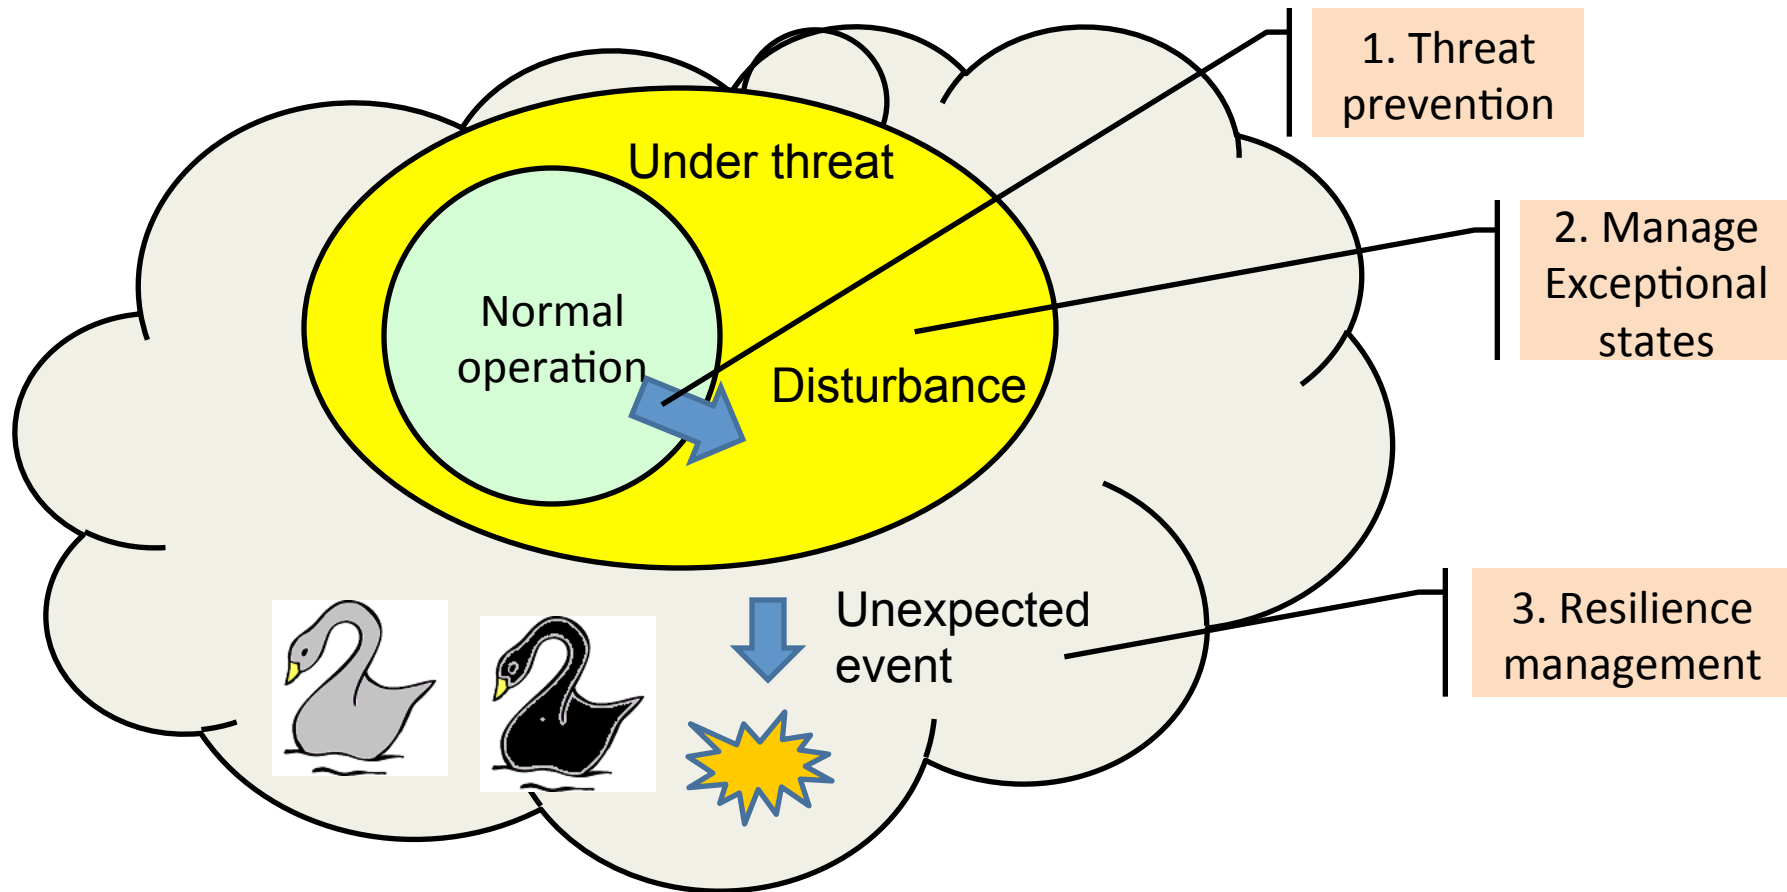 1. Threat
prevention
Under threat
2. Manage
Exceptional
states
Normal
operation
Disturbance
Unexpected
event
3. Resilience
management